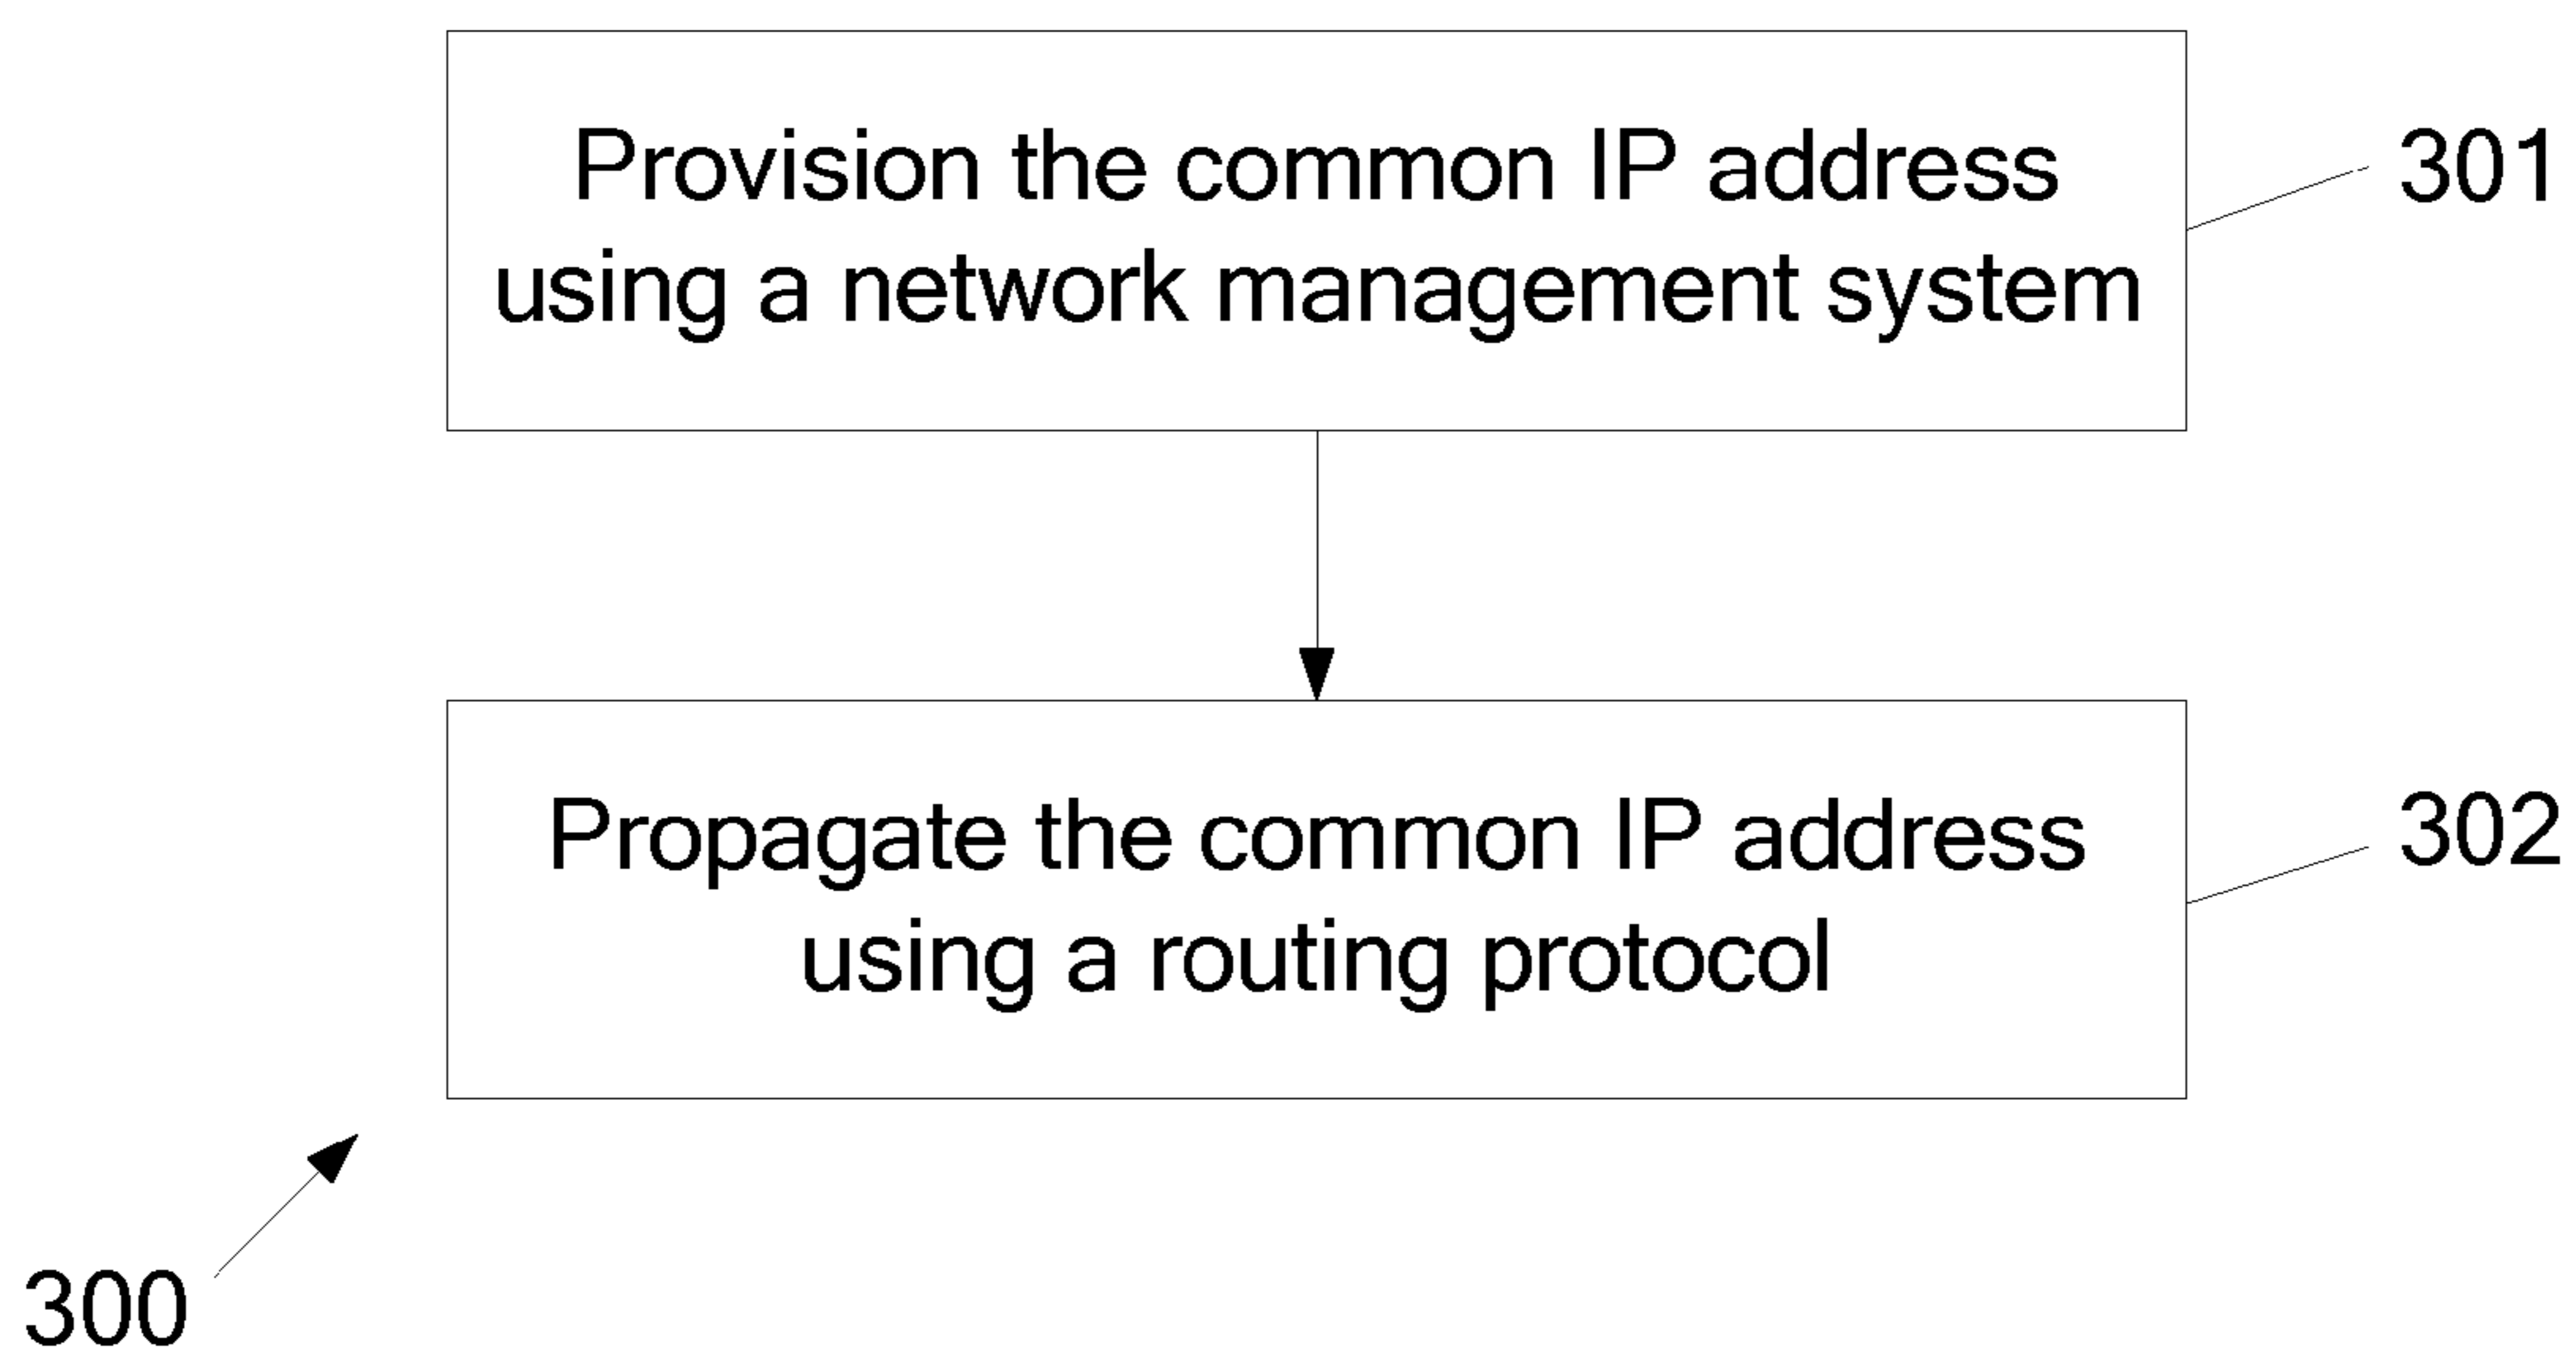 Provision the common IP address
using a network management system
301
Propagate the common IP address
using a routing protocol
302
300